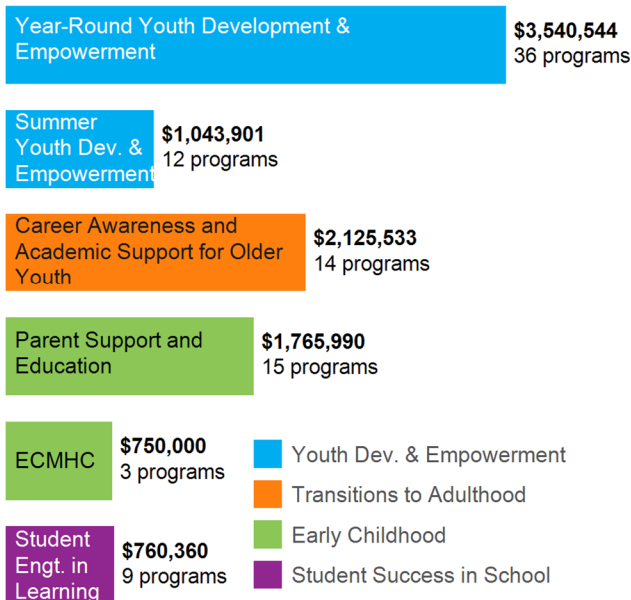 Year-Round Youth Development &
Empowerment
$3,540,544
36 programs
Summer
Youth Dev. &
Empowerment
$1,043,901
12 programs
Career Awareness and
Academic Support for Older
Youth
$2,125,533
14 programs
Parent Support and
Education
$1,765,990
15 programs
ECMHC
$750,000
3 programs
Student
Engt. in
Learning
$760,360
9 programs
Youth Dev. & Empowerment
Transitions to Adulthood
Early Childhood
Student Success in School